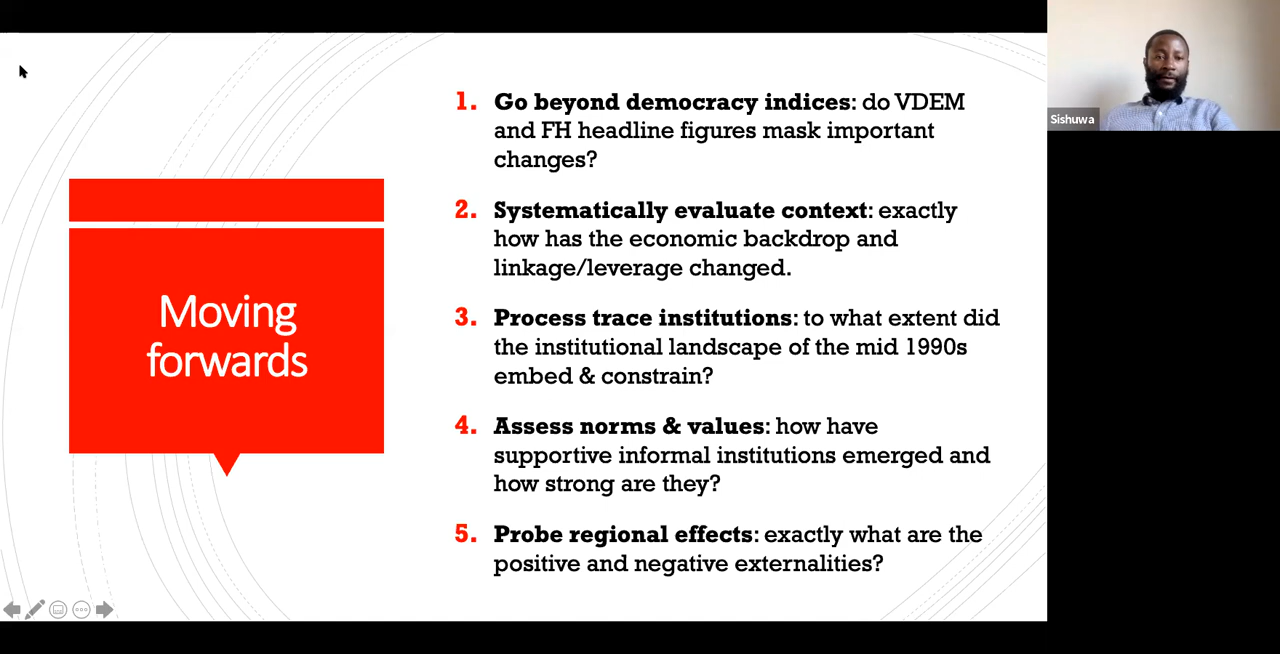 Moving
forwards
1. Go beyond democracy indices: do VDEM
and FH headline figures mask important
changes?
2. Systematically evaluate context: exactly
how has the economic backdrop and
linkage/leverage changed.
3. Process trace institutions: to what extent did
the institutional landscape of the mid 1990s
embed & constrain?
4. Assess norms & values: how have
supportive informal institutions emerged and
how strong are they?
5. Probe regional effects: exactly what are the
positive and negative externalities?
Sishuwa